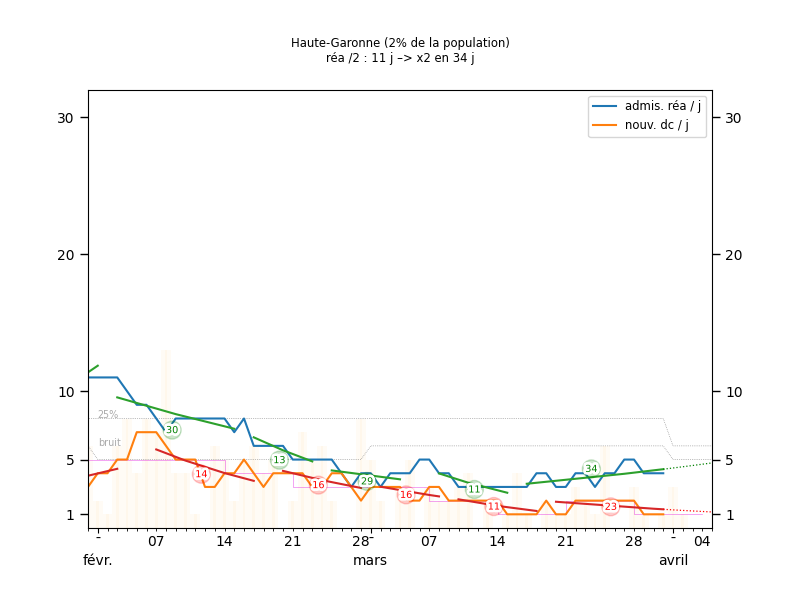 Haute-Garonne (2% de la population)
réa /2 : 11 j –> x2 en 34 j
admis. réa / j
nouv. dc / j
30 30
20 20
10 10
25%
30
bruit
13
34
5 5
14
16
29
16
11
11
23
1 1
- 07 14 21 28 - 07 14 21 28 - 04
févr. mars avril